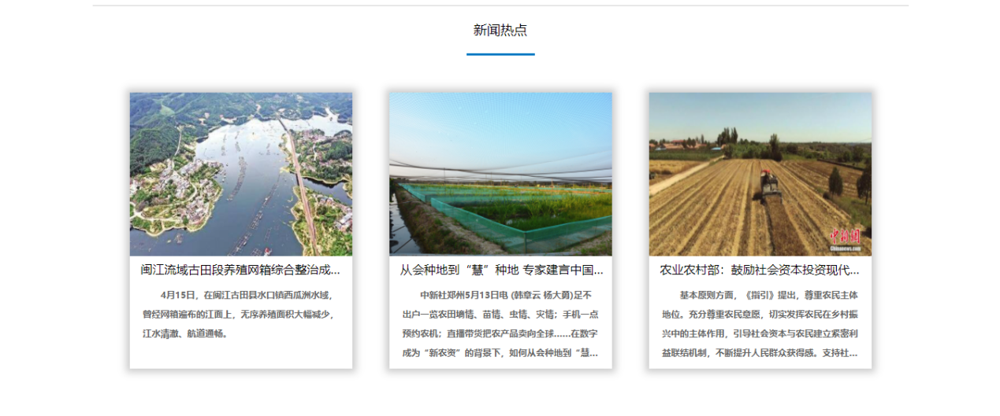 新闻热点
中新网
Chinanews.com
闽江流域古田段养殖网箱综合整治成...
4月15日，在闽江古田县水口镇西瓜洲水域，
曾经网箱遍布的江面上，无序养殖面积大幅减少，
江水清澈、航道通畅。
从会种地到“慧”种地 专家建言中国...
中新社郑州5月13日电 (韩章云 杨大勇)足不
出户一览农田墒情、苗情、虫情、灾情；手机一点
预约农机；直播带货把农产品卖向全球……在数字
成为“新农资”的背景下，如何从会种地到“慧...
农业农村部：鼓励社会资本投资现代...
基本原则方面，《指引》提出，尊重农民主体
地位。充分尊重农民意愿，切实发挥农民在乡村振
兴中的主体作用，引导社会资本与农民建立紧密利
益联结机制，不断提升人民群众获得感。支持社...